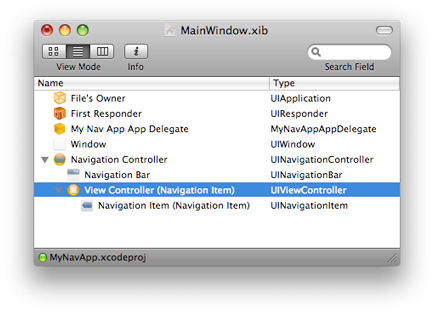 MainWindow.xib
View Mode Info Search Field
Name Type
File's Owner UIApplication
First Responder UIResponder
My Nav App App Delegate MyNavAppAppDelegate
Window UIWindow
Navigation Controller UINavigationController
Navigation Bar UINavigationBar
View Controller (Navigation Item) UIViewController
Navigation Item (Navigation Item) UINavigationItem
MyNavApp.xcodeproj